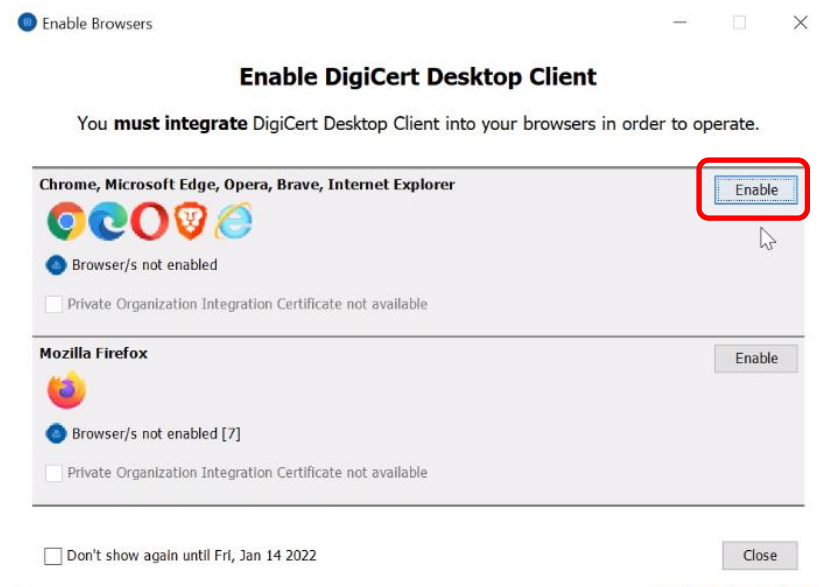 Enable Browsers
Enable DigiCert Desktop Client
You must integrate DigiCert Desktop Client into your browsers in order to operate.
Chrome, Microsoft Edge, Opera, Brave, Internet Explorer
Enable
Browser/s not enabled
Private Organization Integration Certificate not available
Mozilla Firefox
Enable
Browser/s not enabled [7]
Private Organization Integration Certificate not available
Don't show again until Fri, Jan 14 2022
Close